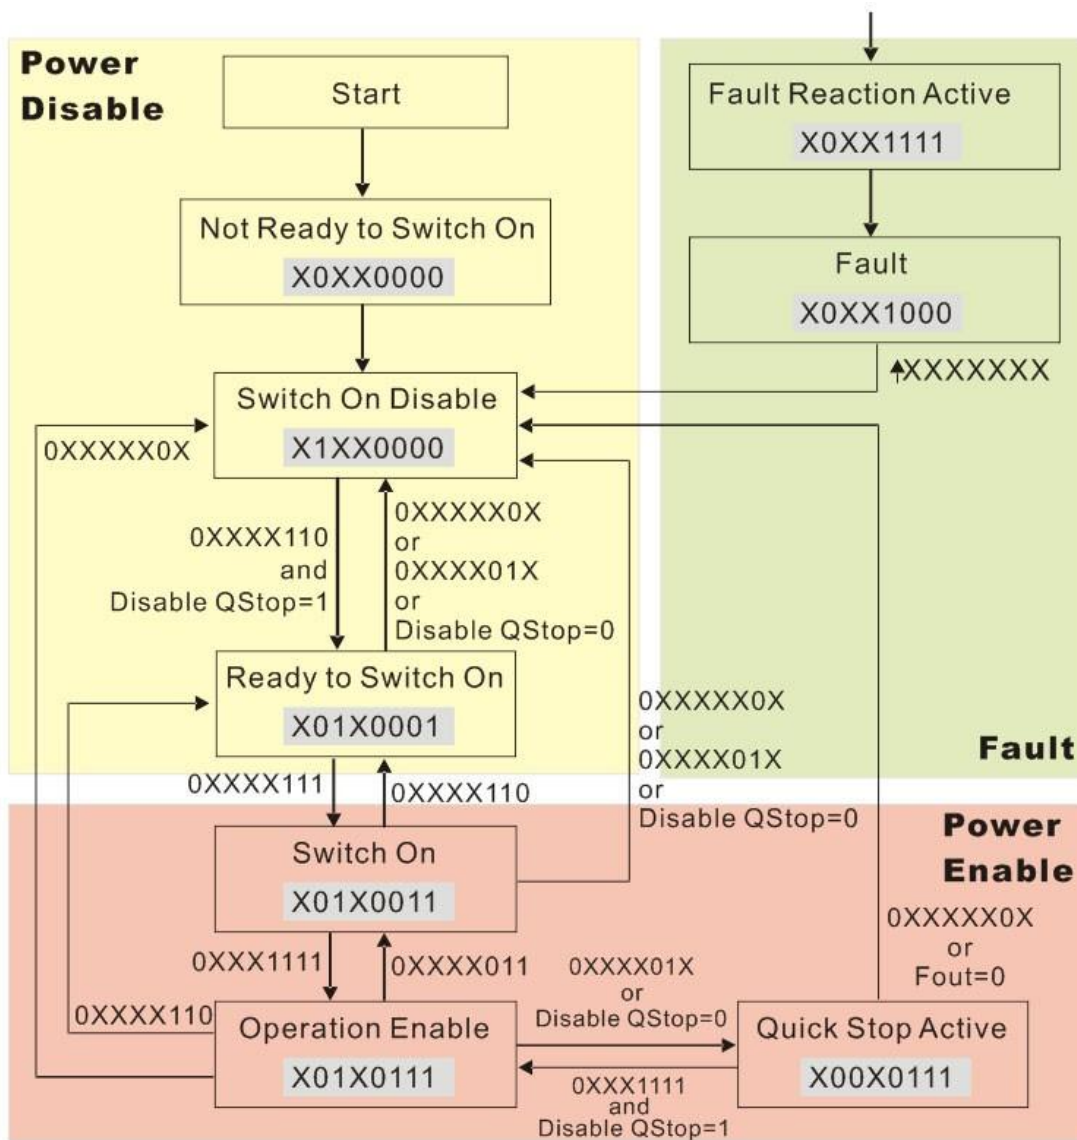 Power
Disable
Start
Not Ready to Switch On
X0XX0000
Switch On Disable
X1XX0000
0XXXXX0X
0XXXX110
and
Disable QStop=1
0XXXXX0X
or
0XXXX01X
or
Disable QStop=0
Ready to Switch On
X01X0001
0XXXX111
0XXXX110
Fault Reaction Active
X0XX1111
Fault
X0XX1000
XXXXXXX
Fault
0XXXXX0X
or
0XXXX01X
or
Disable QStop=0
Power
Enable
Switch On
X01X0011
0XXX1111
0XXXX011
0XXXX110
Operation Enable
X01X0111
0XXXX01X
or
Disable QStop=0
0XXX1111
and
Disable QStop=1
0XXXXX0X
or
Fout=0
Quick Stop Active
X00X0111